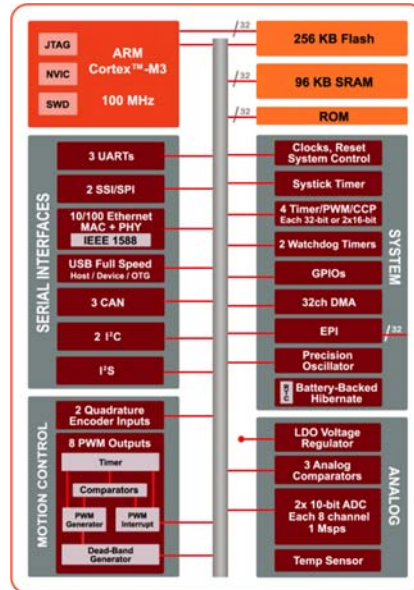 JTAG
NVIC
SWD
ARM
Cortex™-M3
100 MHz
32
32
32
256 KB Flash
96 KB SRAM
ROM
SERIAL INTERFACES
3 UARTs
2 SSI/SPI
10/100 Ethernet
MAC + PHY
IEEE 1588
USB Full Speed
Host / Device / OTG
3 CAN
2 I²C
I²S
SYSTEM
Clocks, Reset
System Control
Systick Timer
4 Timer/PWM/CCP
Each 32-bit or 2x16-bit
2 Watchdog Timers
GPIOs
32ch DMA
EPI
32
Precision
Oscillator
RTC
Battery-Backed
Hibernate
MOTION CONTROL
2 Quadrature
Encoder Inputs
8 PWM Outputs
Timer
Comparators
PWM
Generator
PWM
Interrupt
Dead-Band
Generator
ANALOG
LDO Voltage
Regulator
3 Analog
Comparators
2x 10-bit ADC
Each 8 channel
1 Msps
Temp Sensor